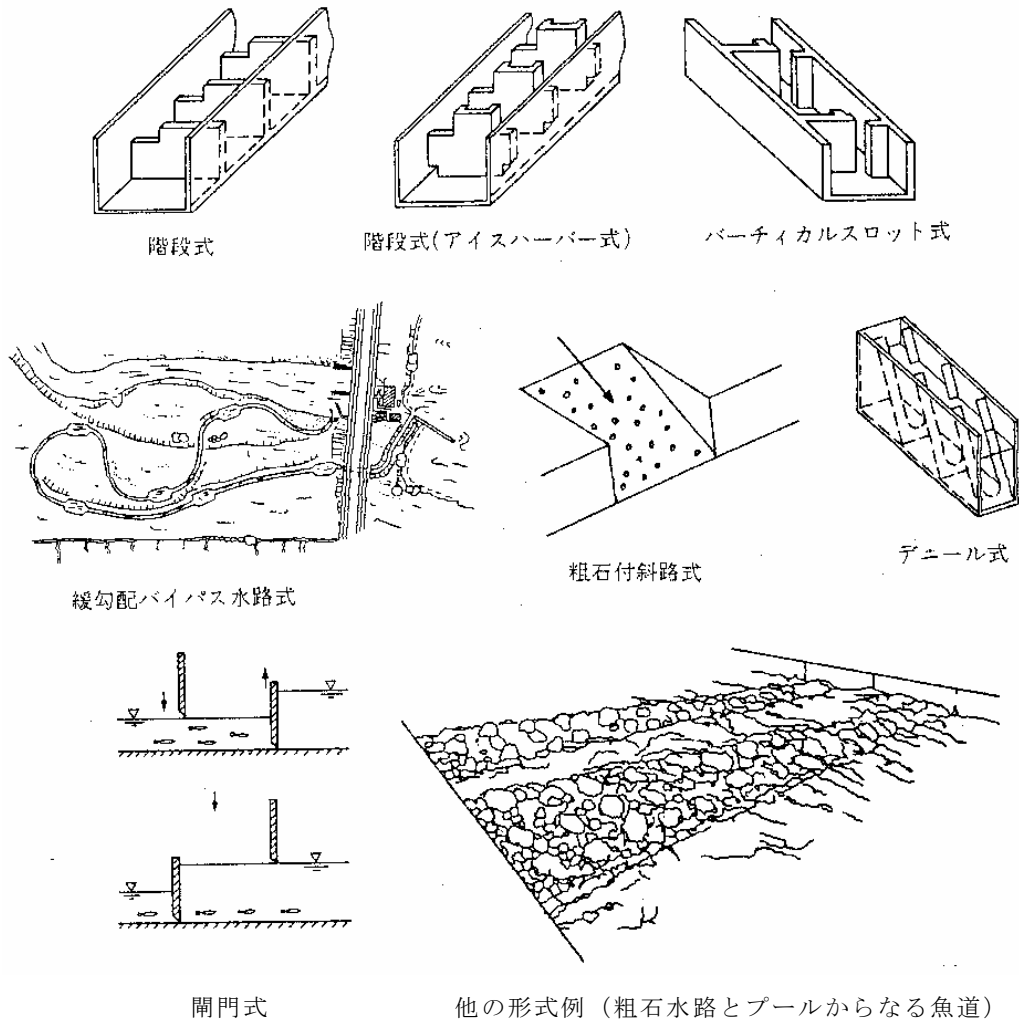 階段式
階段式(アイスハーバー式)
バーチィカルスロット式
緩勾配バイパス水路式
粗石付斜路式
デニール式
閘門式
他の形式例（粗石水路とプールからなる魚道）